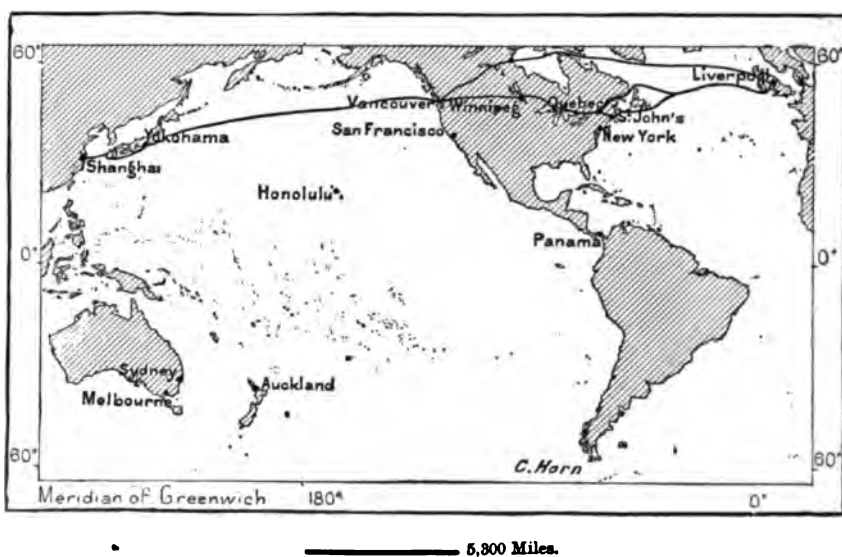 60°
60°
Liverpool
Vancouver
Winnipeg
Quebec
St. John's
Yokohama
San Francisco
New York
Shanghai
Honolulu
Panama
0°
0°
Sydney
Auckland
Melbourne
60°
60°
C. Horn
Meridian of Greenwich
180°
0°
5,300 Miles.